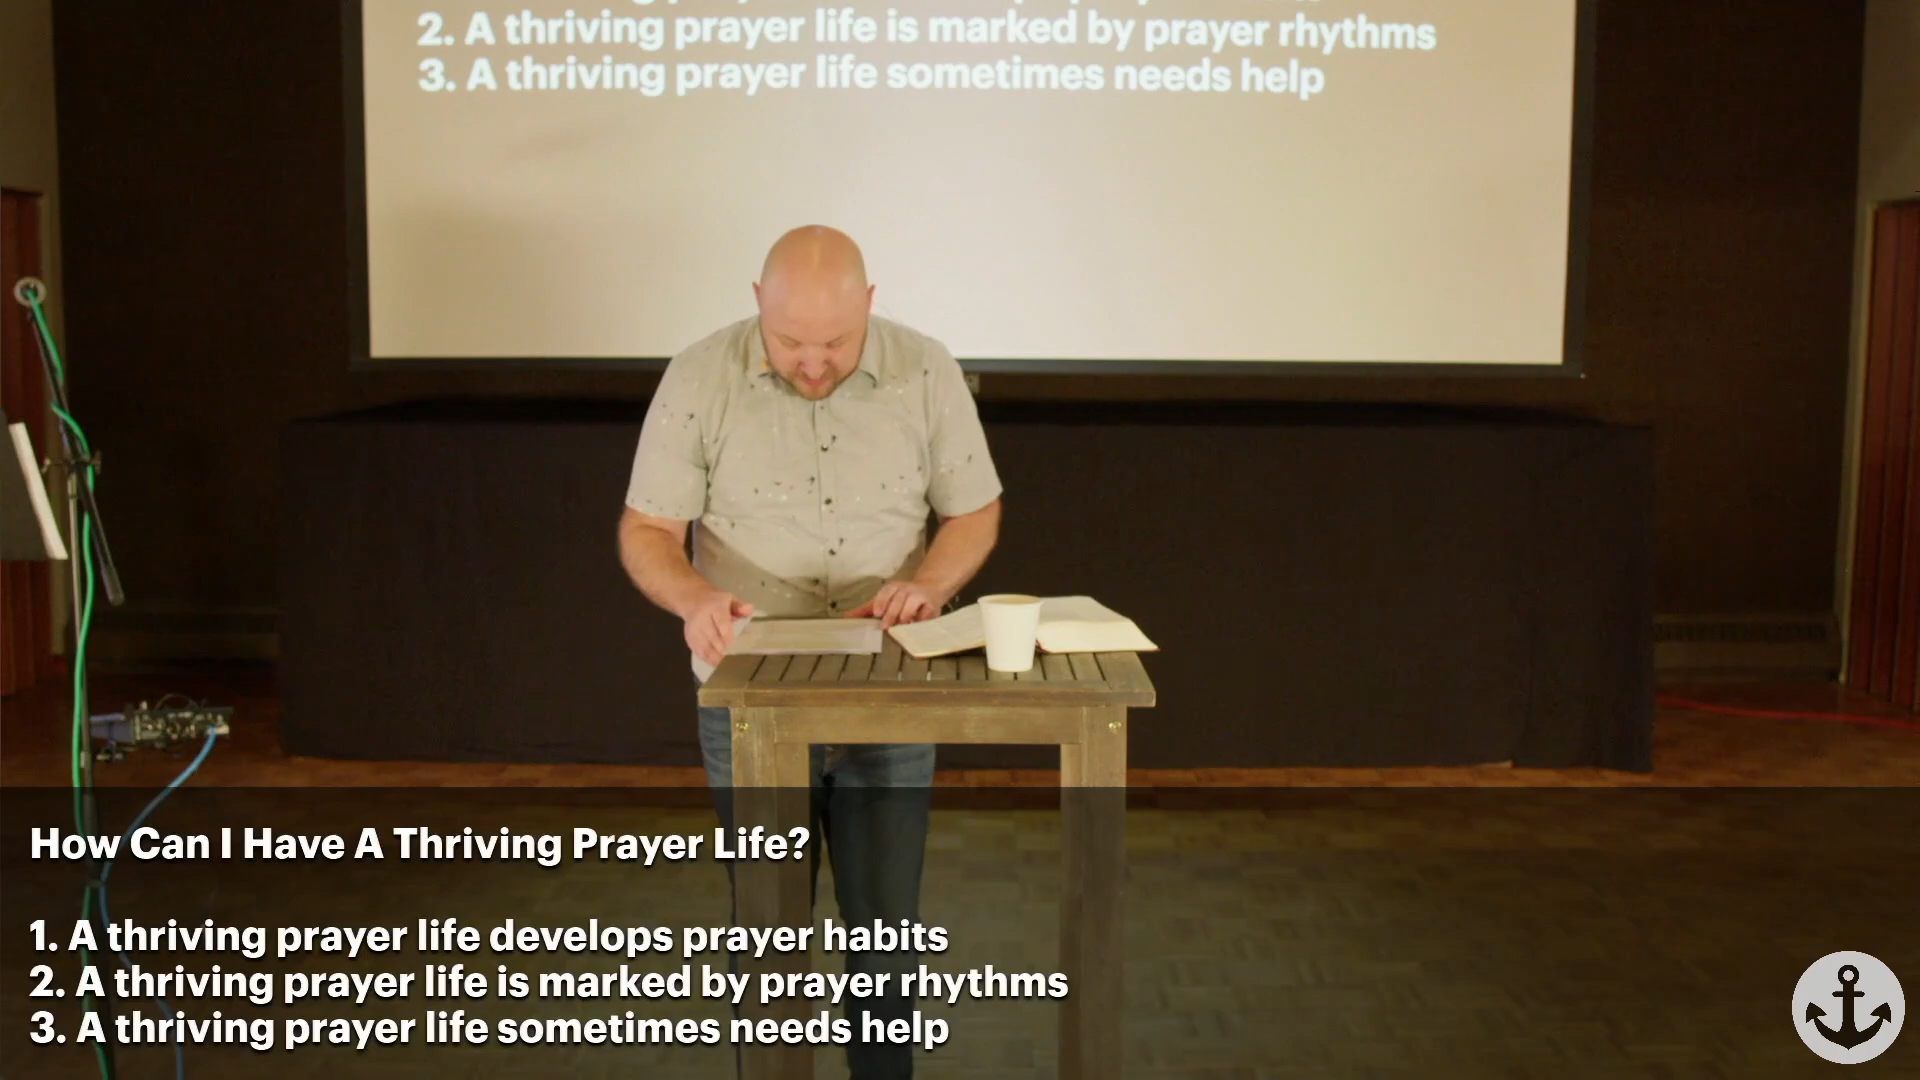 2. A thriving prayer life is marked by prayer rhythms
3. A thriving prayer life sometimes needs help
How Can I Have A Thriving Prayer Life?
1. A thriving prayer life develops prayer habits
2. A thriving prayer life is marked by prayer rhythms
3. A thriving prayer life sometimes needs help